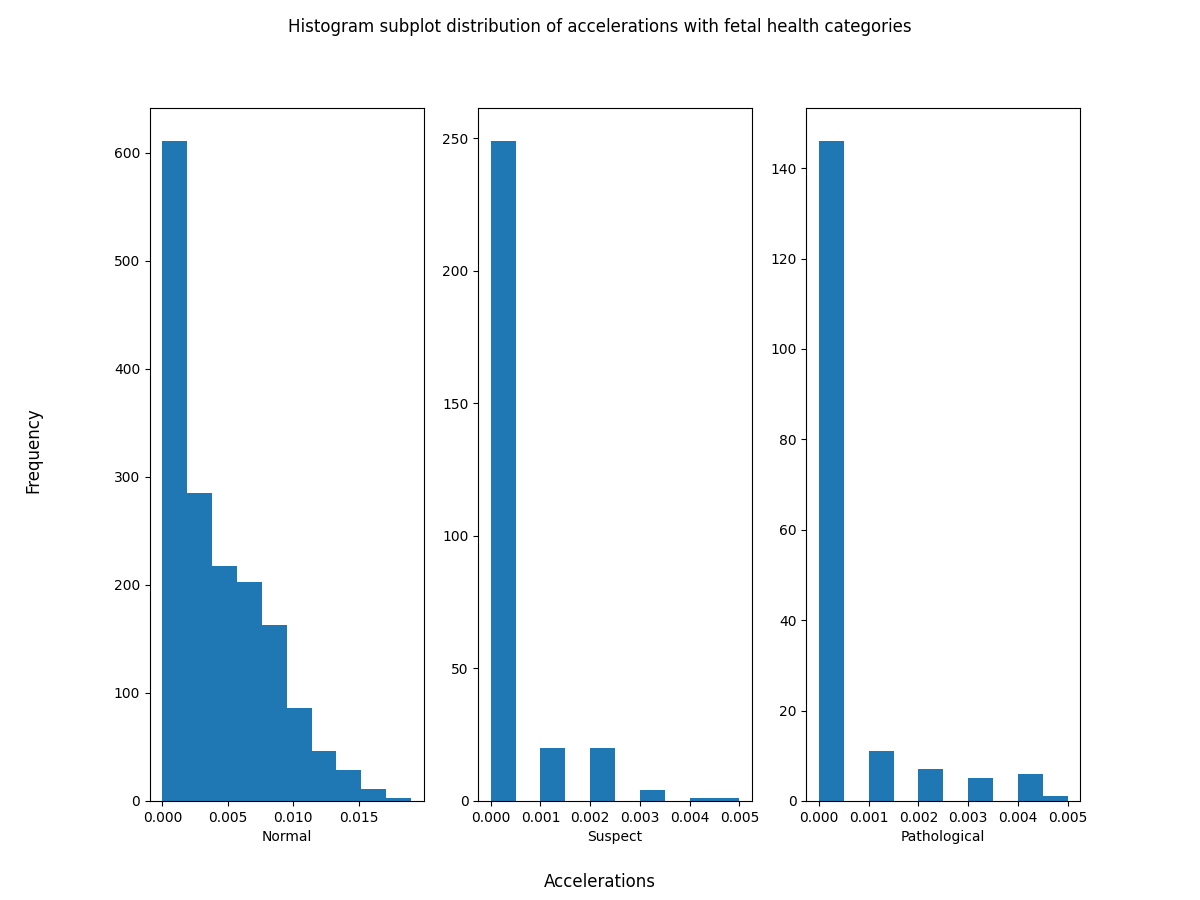 Histogram subplot distribution of accelerations with fetal health categories
Frequency
600
500
400
300
200
100
0
0.000 0.005 0.010 0.015
Normal
250
200
150
100
50
0
0.000 0.001 0.002 0.003 0.004 0.005
Suspect
140
120
100
80
60
40
20
0
0.000 0.001 0.002 0.003 0.004 0.005
Pathological
Accelerations